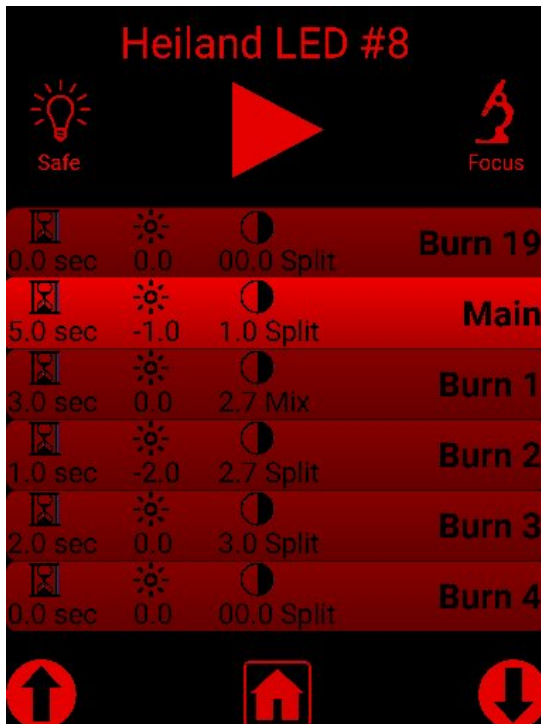 Heiland LED #8
Safe
Focus
0.0 sec 0.0 00.0 Split Burn 19
5.0 sec -1.0 1.0 Split Main
3.0 sec 0.0 2.7 Mix Burn 1
1.0 sec -2.0 2.7 Split Burn 2
2.0 sec 0.0 3.0 Split Burn 3
0.0 sec 0.0 00.0 Split Burn 4